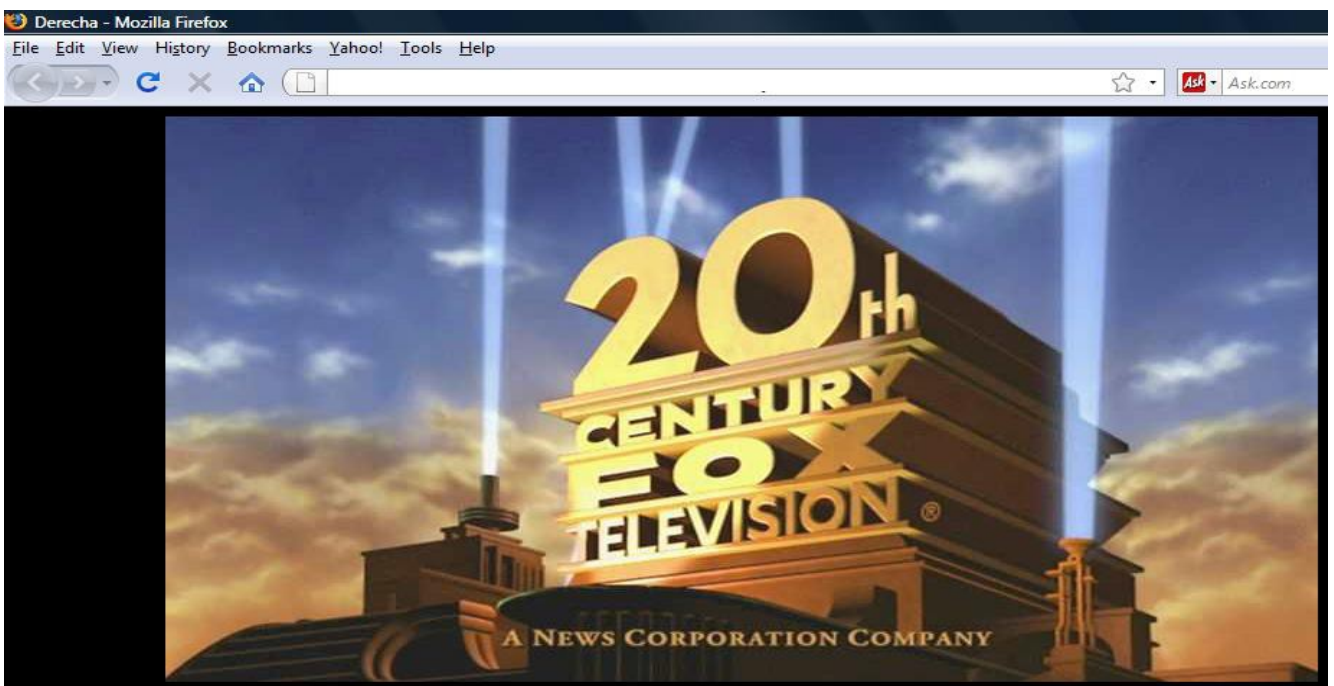 Derecha - Mozilla Firefox
File Edit View History Bookmarks Yahoo! Tools Help
Ask Ask.com
20th
CENTURY
FOX
TELEVISION ®
A NEWS CORPORATION COMPANY